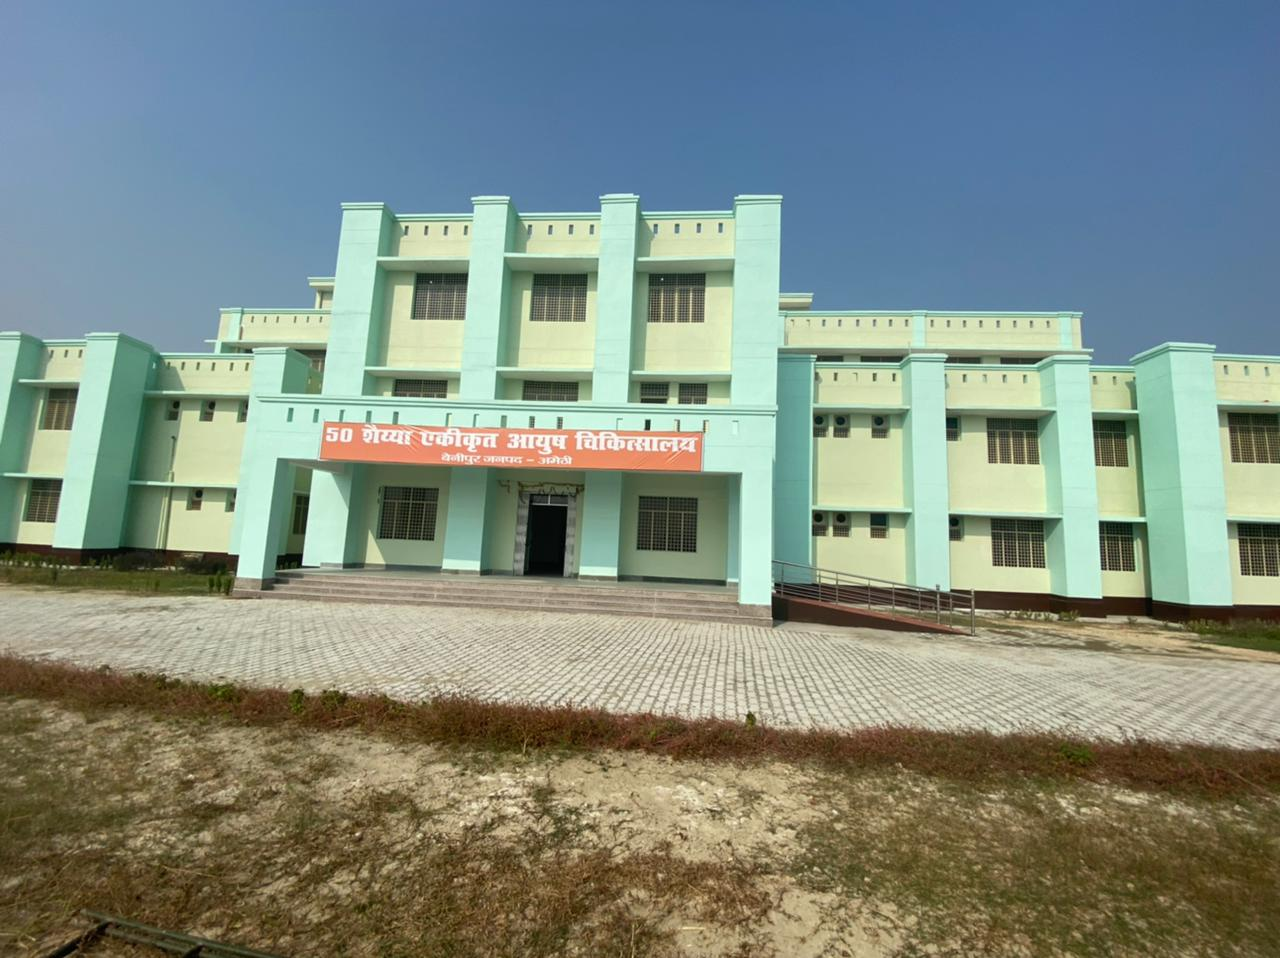 50 शैय्या एकीकृत आयुष चिकित्सालय
बेनीपुर जनपद - अमेठी